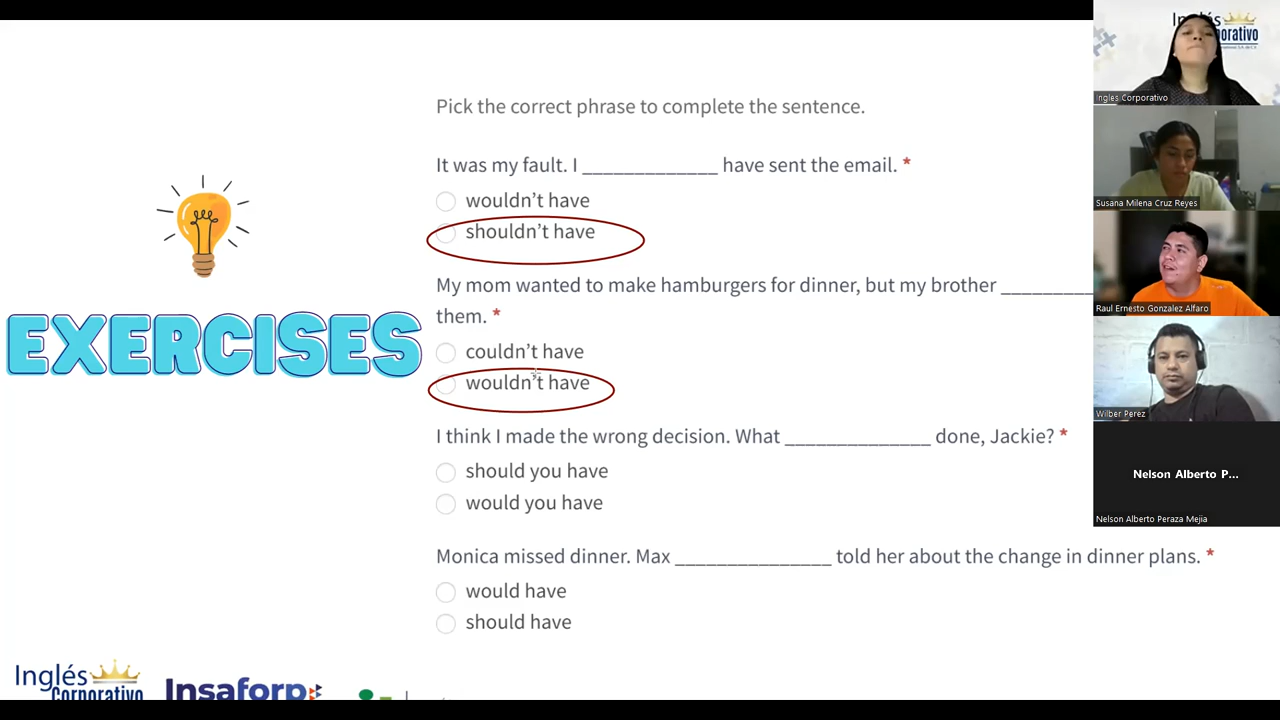 Pick the correct phrase to complete the sentence.
It was my fault. I _____________ have sent the email. *
wouldn't have
shouldn't have
My mom wanted to make hamburgers for dinner, but my brother _________
them. *
couldn't have
wouldn't have
I think I made the wrong decision. What ______________ done, Jackie? *
should you have
would you have
Monica missed dinner. Max _______________ told her about the change in dinner plans. *
would have
should have
EXERCISES
Inglés
Corporativo
Insaforp
Ingles Corporativo
Susana Milena Cruz Reyes
Raul Ernesto Gonzalez Alfaro
Wilber Perez
Nelson Alberto P...
Nelson Alberto Peraza Mejia